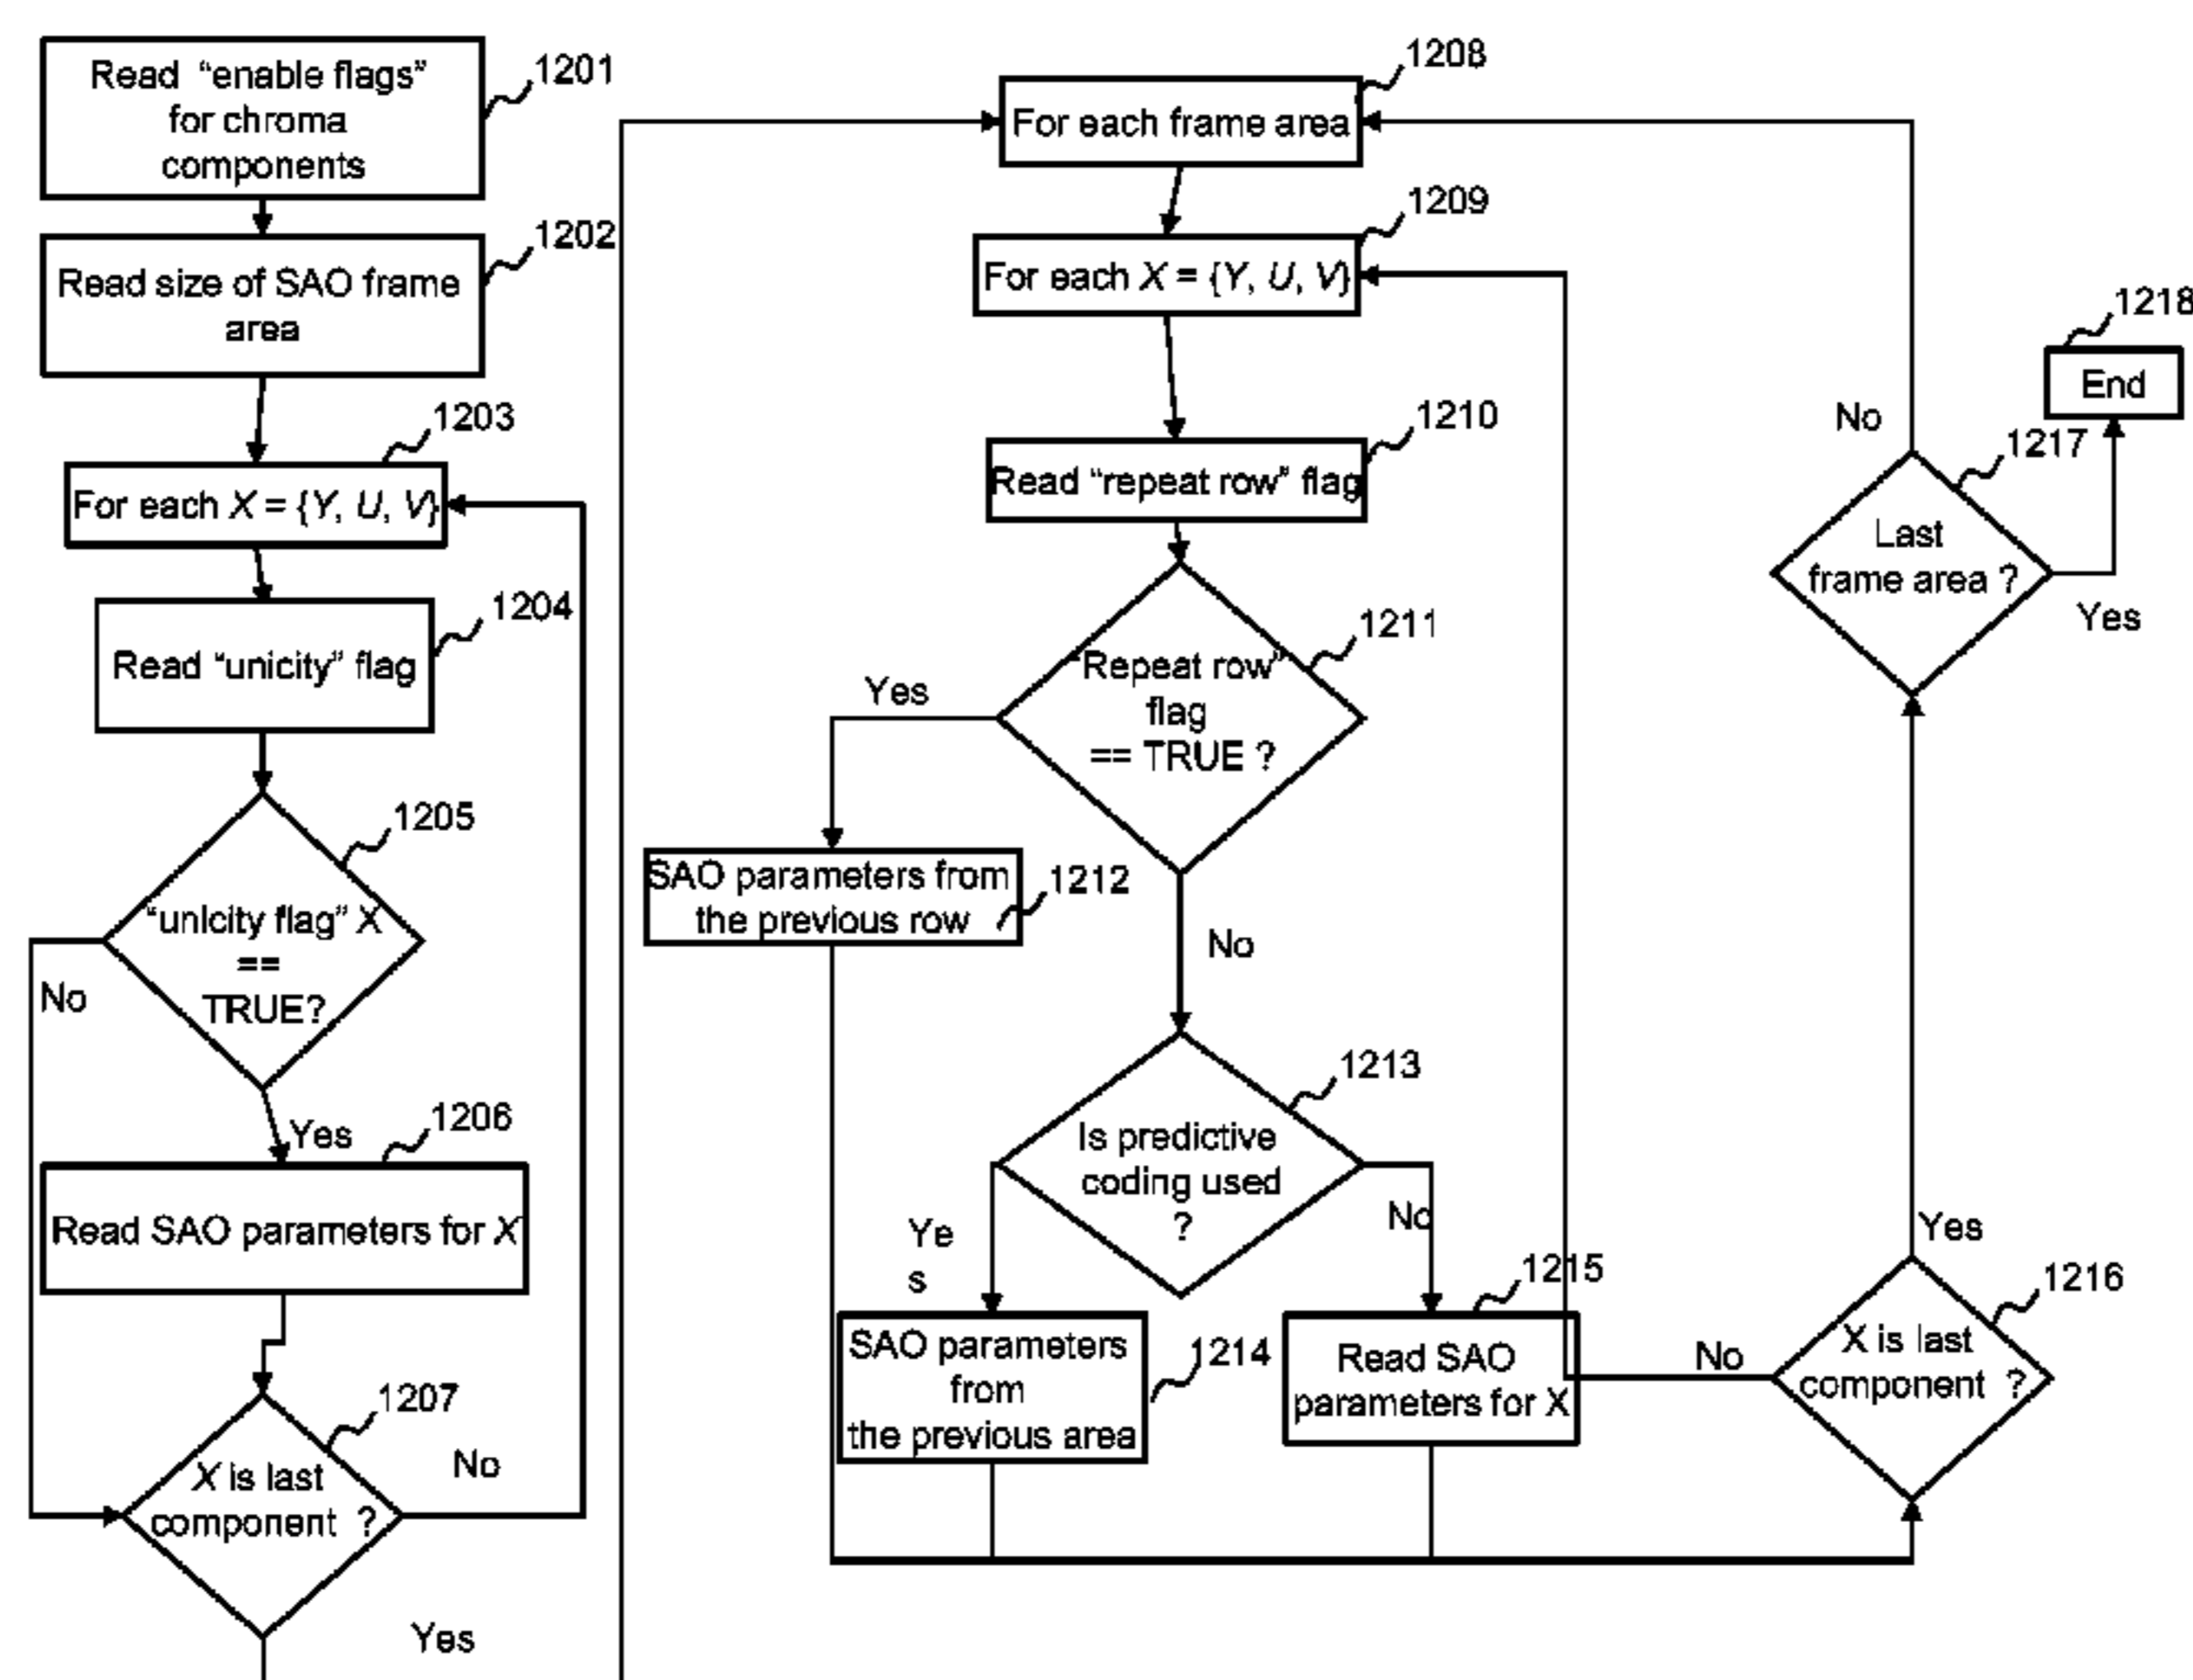 Read “enable flags”
for chroma
components
1201
Read size of SAO frame
area
1202
1203
For each X = {Y, U, V}
1204
Read “unicity” flag
1205
“unicity flag” X
==
TRUE?
No
Yes
1206
Read SAO parameters for X
1207
X is last
component ?
No
Yes
1208
For each frame area
1209
For each X = {Y, U, V}
1210
Read “repeat row” flag
1211
“Repeat row”
flag
== TRUE ?
Yes
SAO parameters from
the previous row
1212
No
1213
Is predictive
coding used
?
Ye
s
No
SAO parameters
from
the previous area
1214
1215
Read SAO
parameters for X
1216
X is last
component ?
No
Yes
1217
Last
frame area ?
No
Yes
1218
End